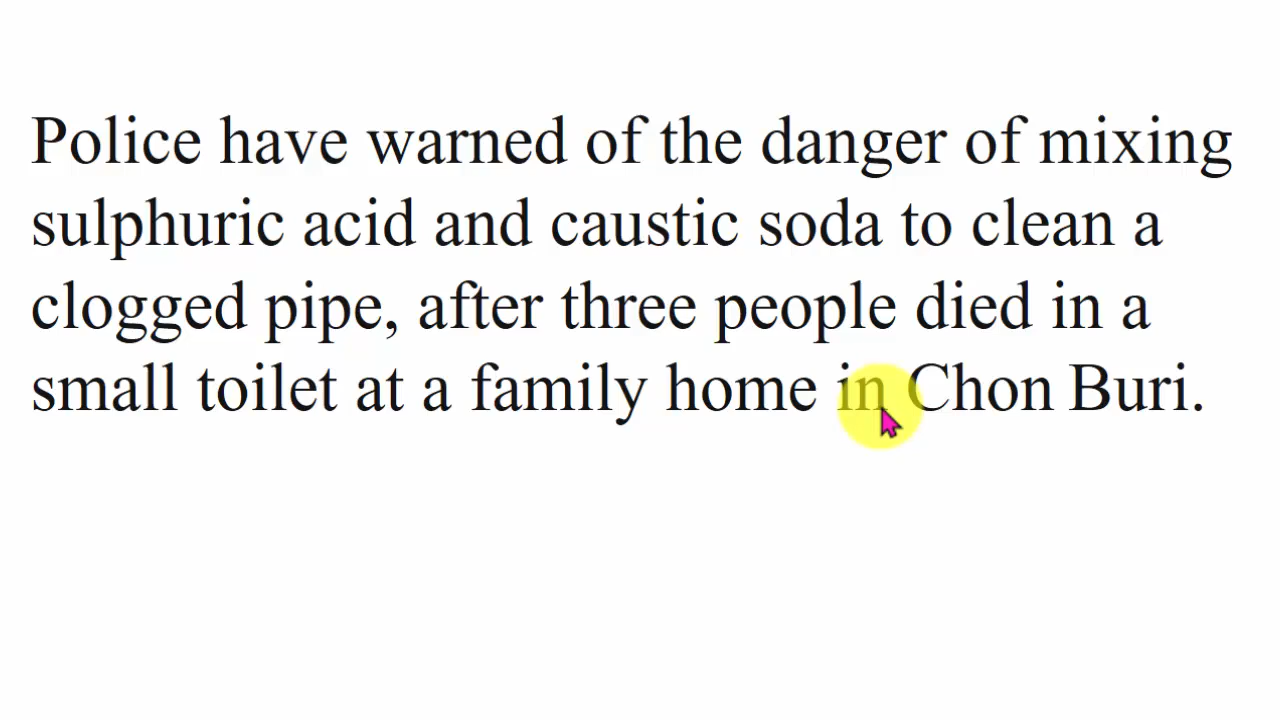 Police have warned of the danger of mixing
sulphuric acid and caustic soda to clean a
clogged pipe, after three people died in a
small toilet at a family home in Chon Buri.